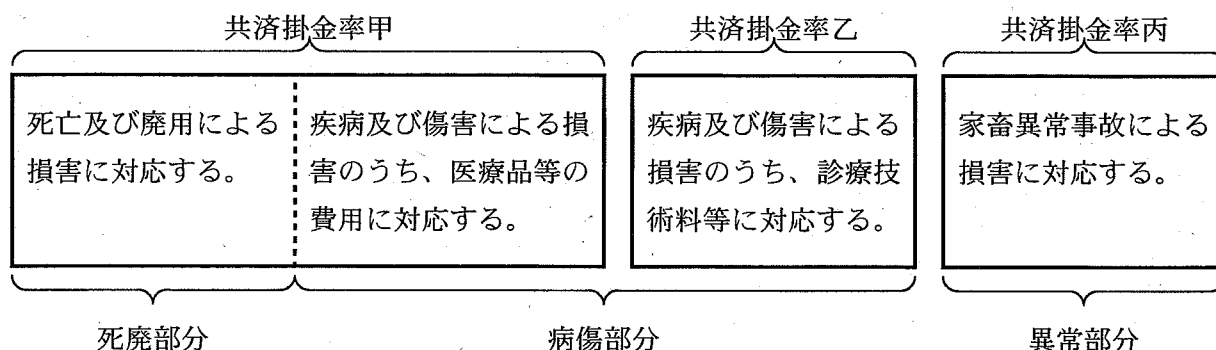 共済掛金率甲
共済掛金率乙
共済掛金率丙
死亡及び廃用による
損害に対応する。
疾病及び傷害による損
害のうち、医療品等の
費用に対応する。
疾病及び傷害による
損害のうち、診療技
術料等に対応する。
家畜異常事故による
損害に対応する。
死廃部分
病傷部分
異常部分